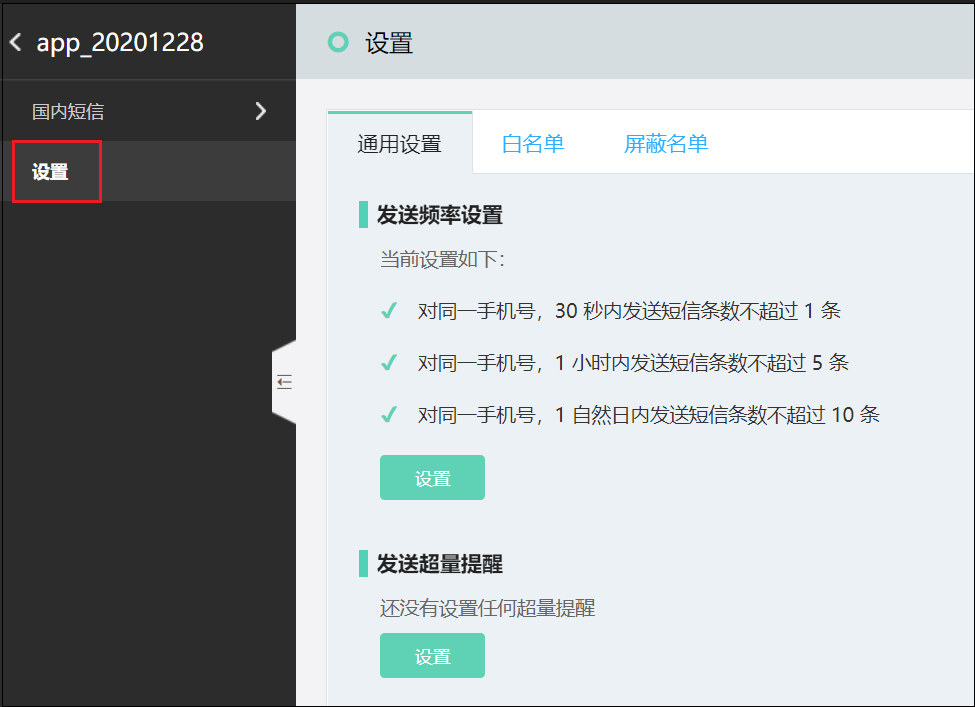 app_20201228
国内短信
设置
设置
通用设置
白名单
屏蔽名单
发送频率设置
当前设置如下：
对同一手机号，30 秒内发送短信条数不超过 1 条
对同一手机号，1 小时内发送短信条数不超过 5 条
对同一手机号，1 自然日内发送短信条数不超过 10 条
设置
发送超量提醒
还没有设置任何超量提醒
设置